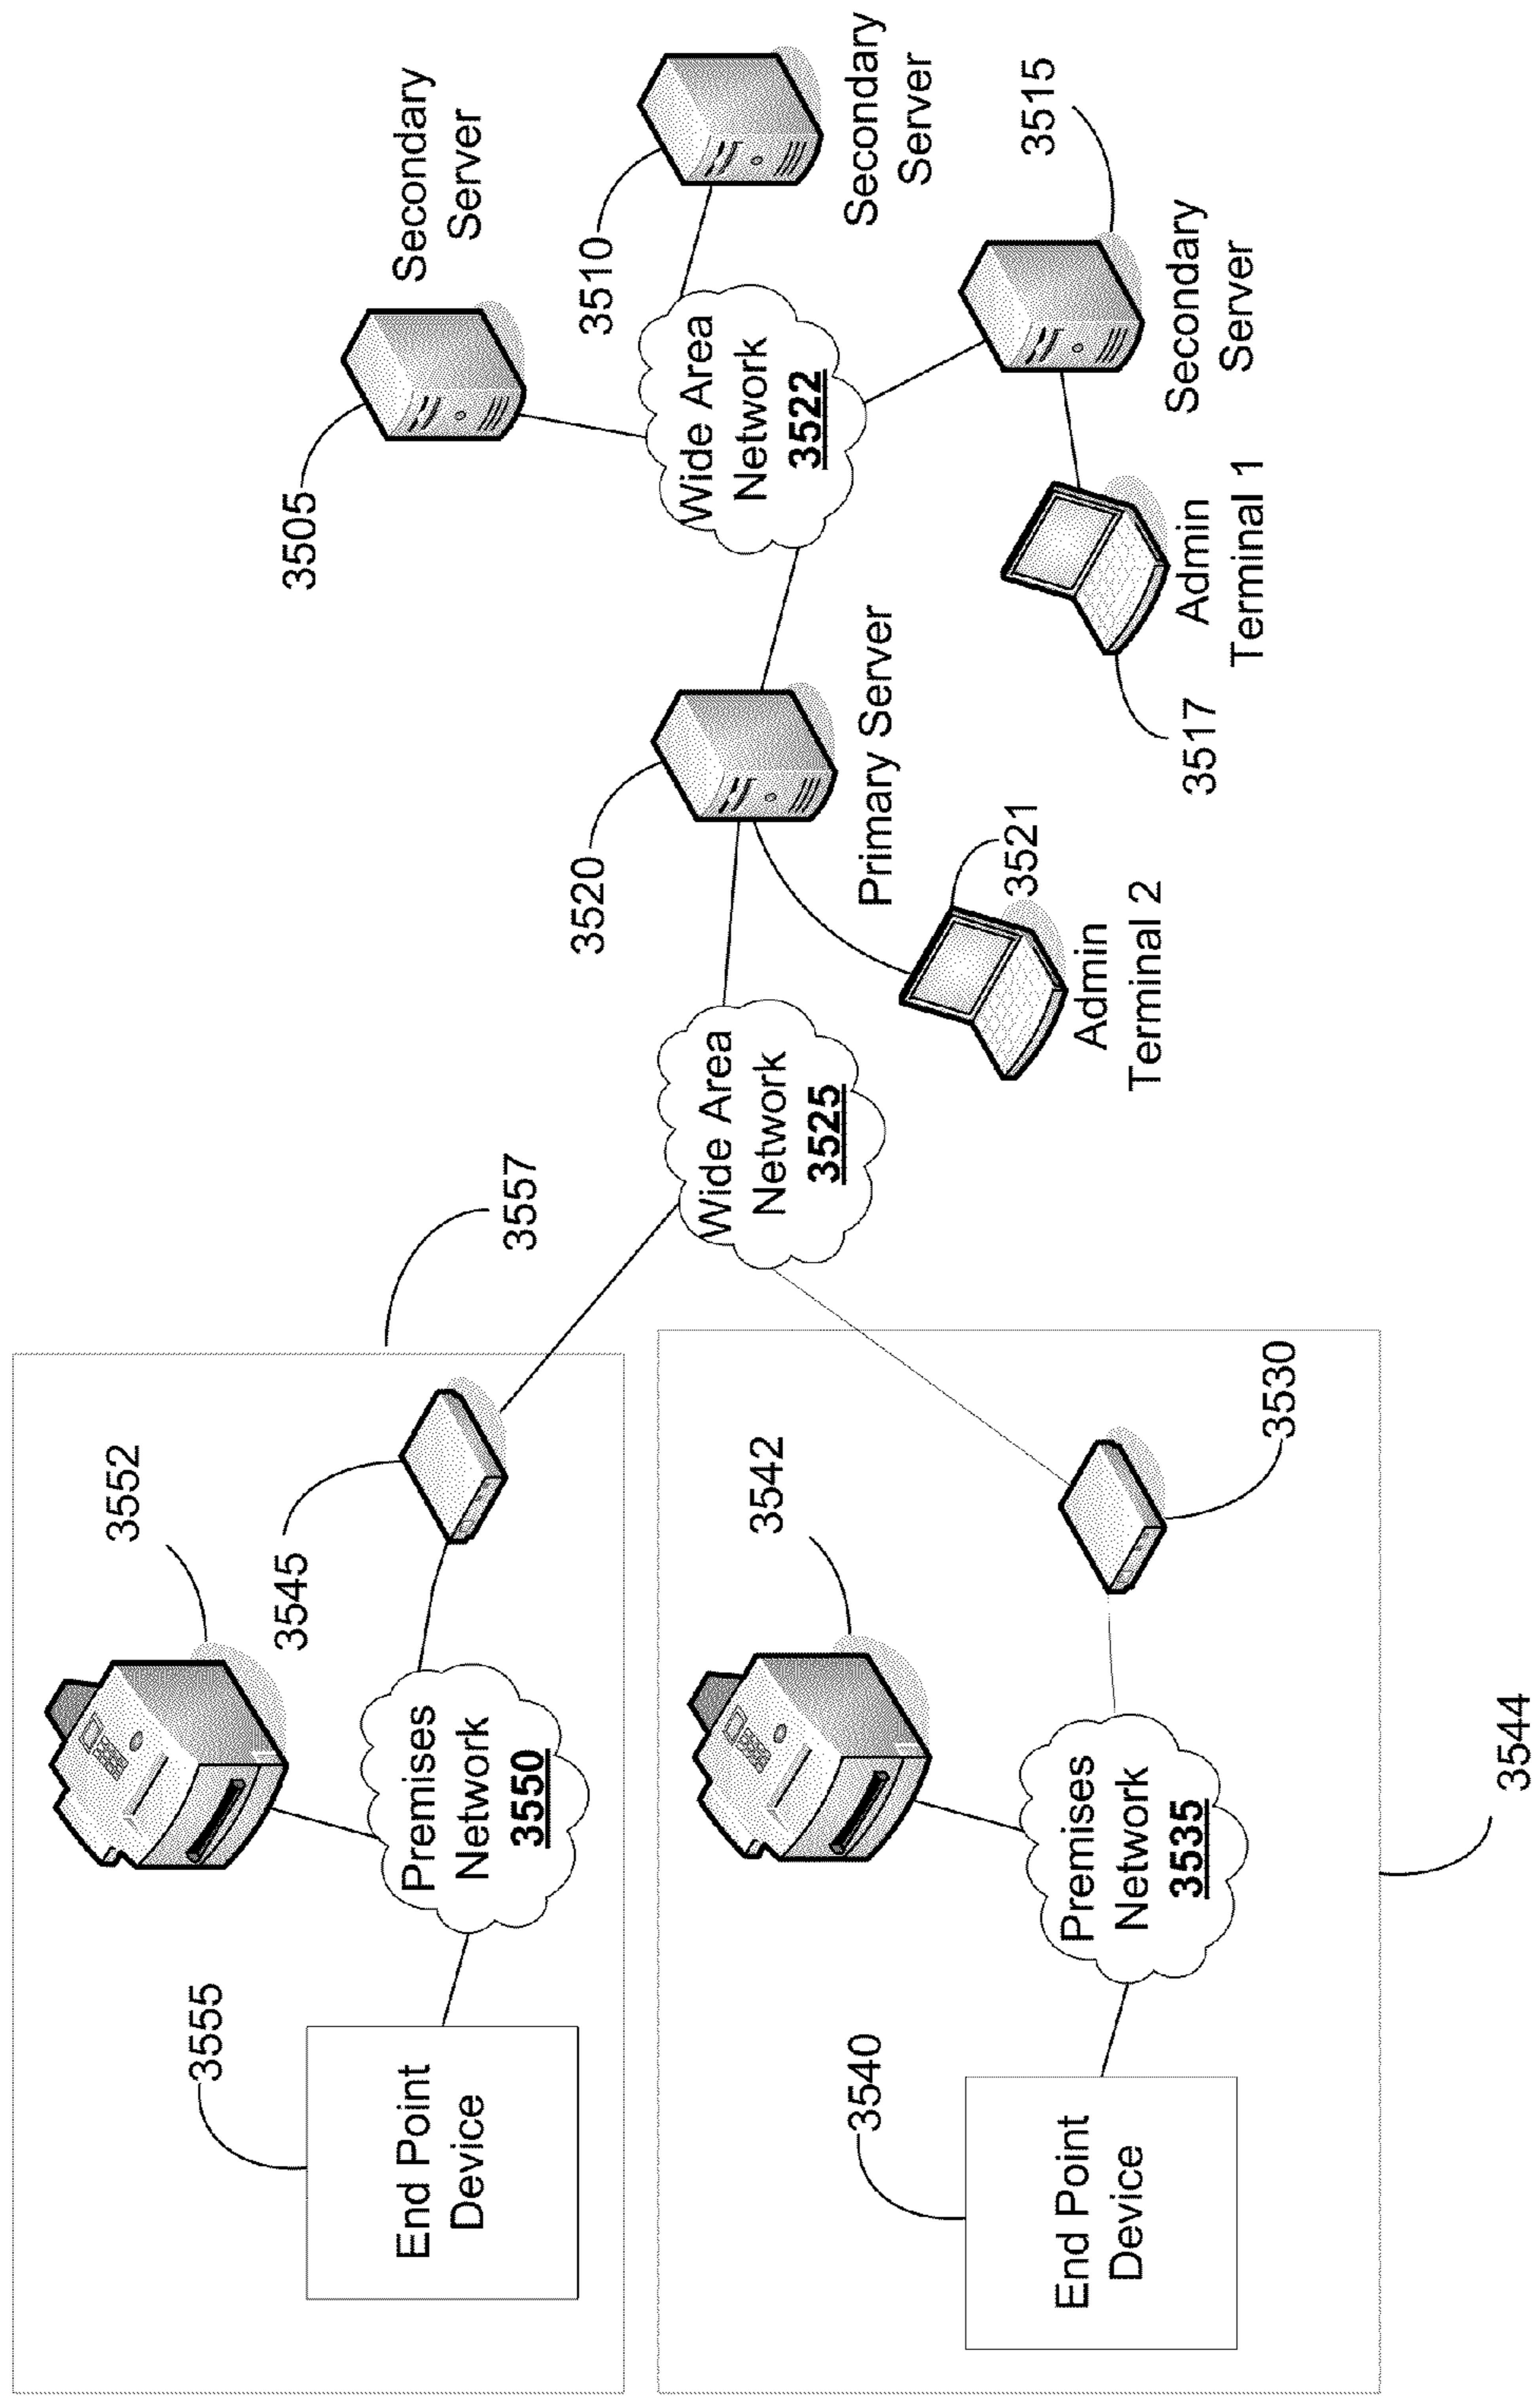 Secondary
Server
3505
3510
Secondary
Server
3515
Wide Area
Network
3522
Secondary
Server
Admin
Terminal 1
3517
3520
Primary Server
3521
Admin
Terminal 2
Wide Area
Network
3525
3557
3552
3545
Premises
Network
3550
3555
End Point
Device
3542
3530
Premises
Network
3535
3544
3540
End Point
Device